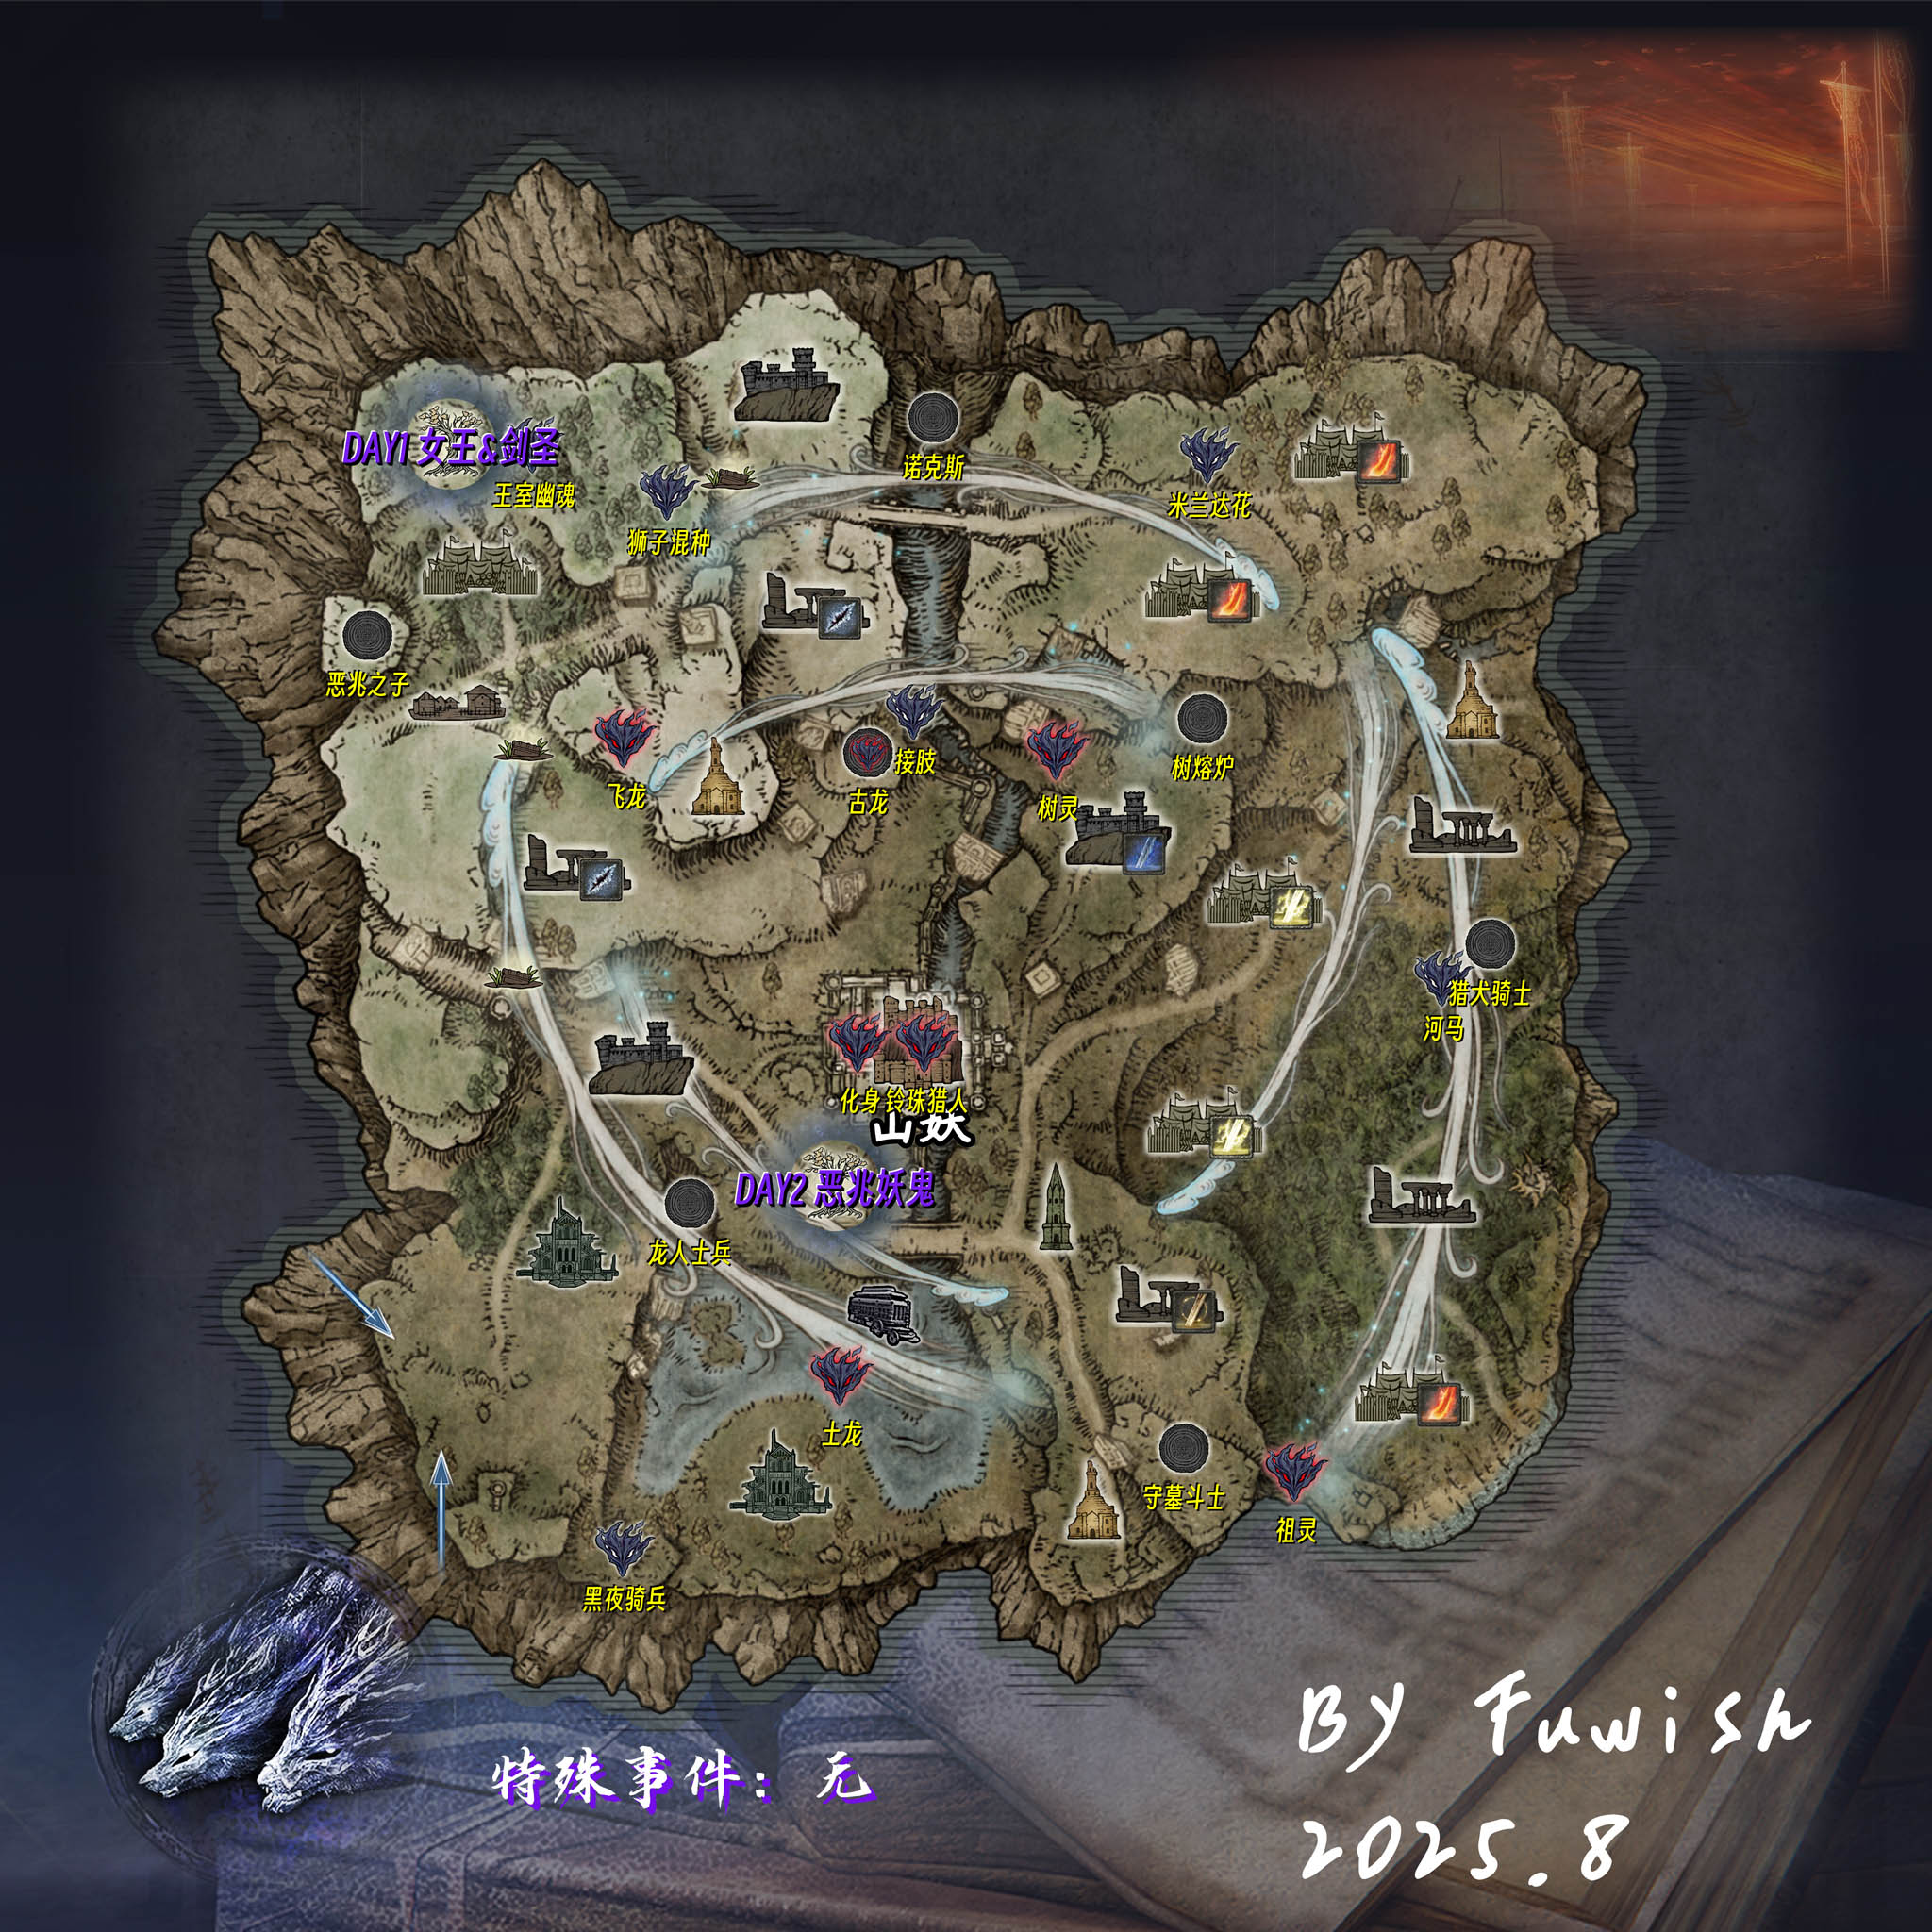 DAY1 女王&剑圣
王室幽魂
诺克斯
米兰达花
狮子混种
恶兆之子
飞龙
接肢
古龙
树灵
树熔炉
猎犬骑士
河马
化身
铃珠猎人
山妖
DAY2 恶兆妖鬼
龙人士兵
土龙
守墓斗士
祖灵
黑夜骑兵
特殊事件：无
By Fuwish
2025.8